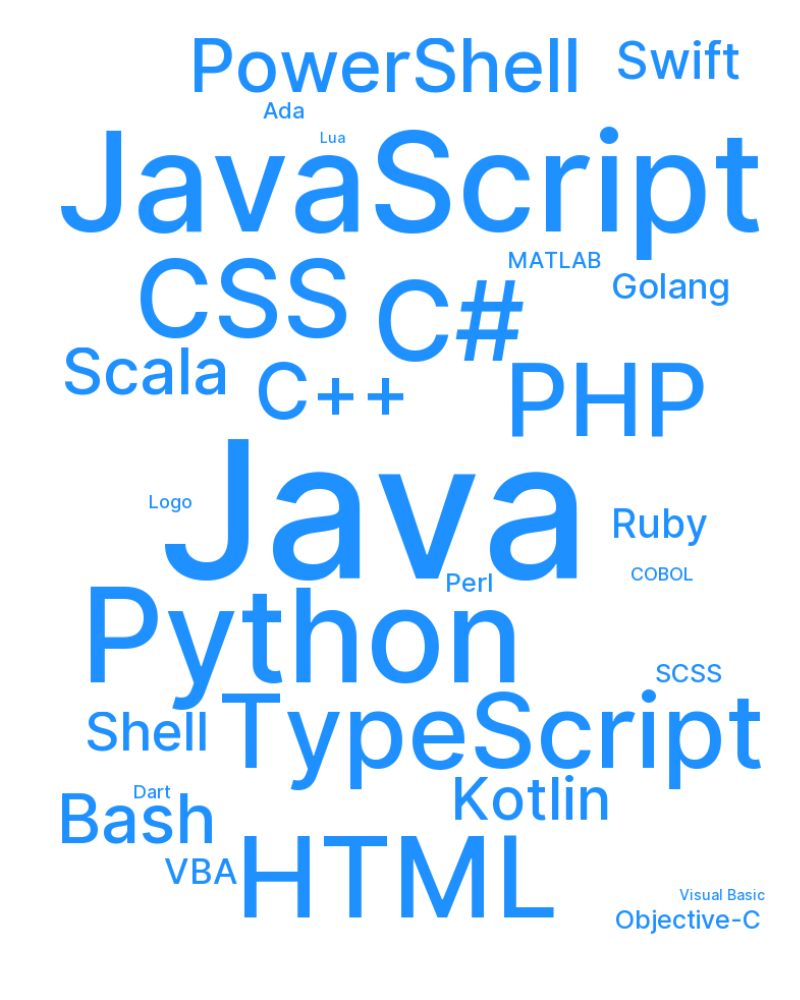 PowerShell
Swift
Ada
Lua
JavaScript
MATLAB
CSS
C#
Golang
Scala
C++
PHP
Java
Logo
Ruby
Perl
COBOL
Python
SCSS
Shell
TypeScript
Dart
Kotlin
Bash
VBA
HTML
Visual Basic
Objective-C